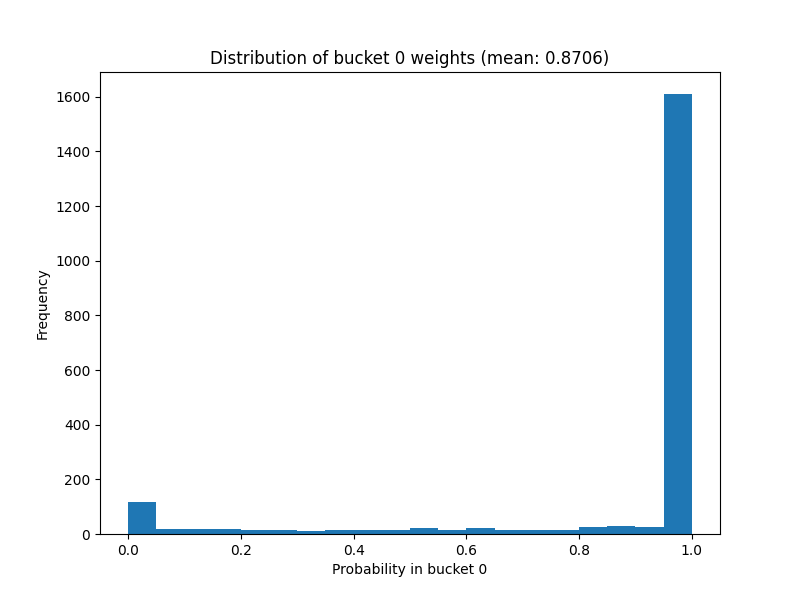 Distribution of bucket 0 weights (mean: 0.8706)
Frequency
1600
1400
1200
1000
800
600
400
200
0
0.0 0.2 0.4 0.6 0.8 1.0
Probability in bucket 0